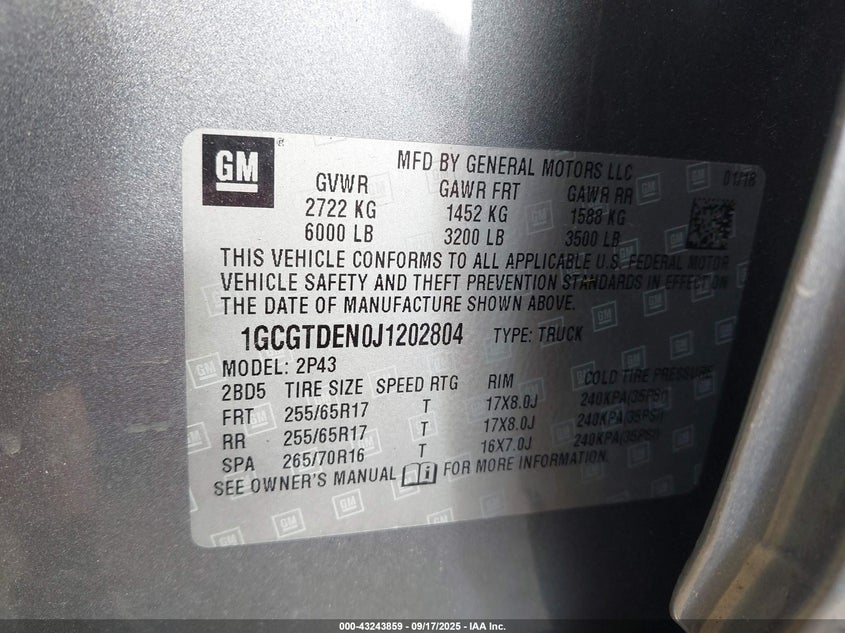 GM
MFD BY GENERAL MOTORS LLC
01/18
GVWR GAWR FRT GAWR RR
2722 KG 1452 KG 1588 KG
6000 LB 3200 LB 3500 LB
THIS VEHICLE CONFORMS TO ALL APPLICABLE U.S. FEDERAL MOTOR
VEHICLE SAFETY AND THEFT PREVENTION STANDARDS IN EFFECT ON
THE DATE OF MANUFACTURE SHOWN ABOVE.
1GCGTDEN0J1202804 TYPE: TRUCK
MODEL: 2P43
2BD5 TIRE SIZE SPEED RTG RIM COLD TIRE PRESSURE
FRT 255/65R17 T 17X8.0J 240KPA(35PSI)
RR 255/65R17 T 17X8.0J 240KPA(35PSI)
SPA 265/70R16 T 16X7.0J 240KPA(35PSI)
SEE OWNER'S MANUAL i FOR MORE INFORMATION.
000-43243859 - 09/17/2025 - IAA Inc.